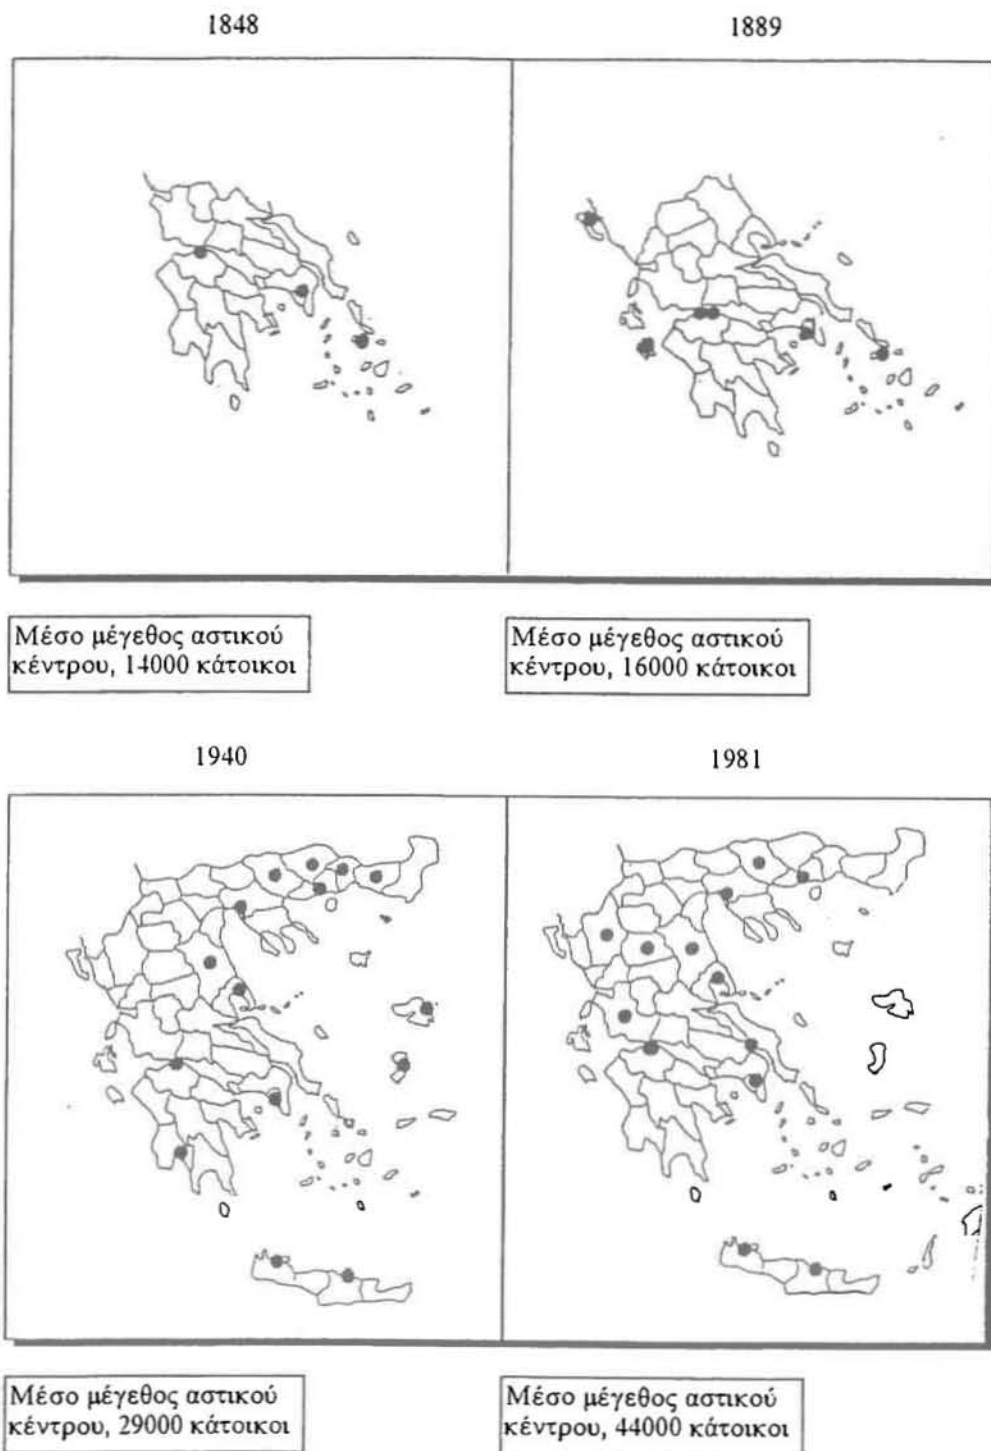 1848
1889
Μέσο μέγεθος αστικού
κέντρου, 14000 κάτοικοι
Μέσο μέγεθος αστικού
κέντρου, 16000 κάτοικοι
1940
1981
Μέσο μέγεθος αστικού
κέντρου, 29000 κάτοικοι
Μέσο μέγεθος αστικού
κέντρου, 44000 κάτοικοι